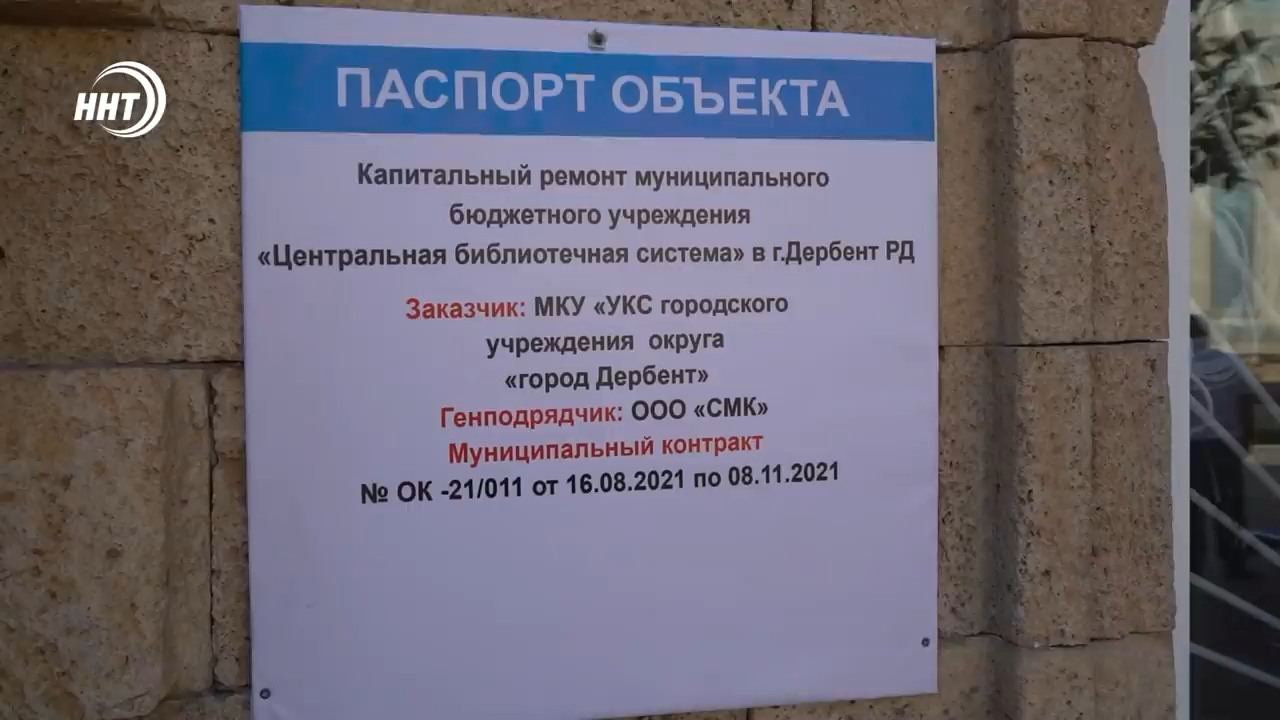 ННТ
ПАСПОРТ ОБЪЕКТА
Капитальный ремонт муниципального
бюджетного учреждения
«Центральная библиотечная система» в г.Дербент РД
Заказчик: МКУ «УКС городского
учреждения округа
«город Дербент»
Генподрядчик: ООО «СМК»
Муниципальный контракт
№ ОК -21/011 от 16.08.2021 по 08.11.2021